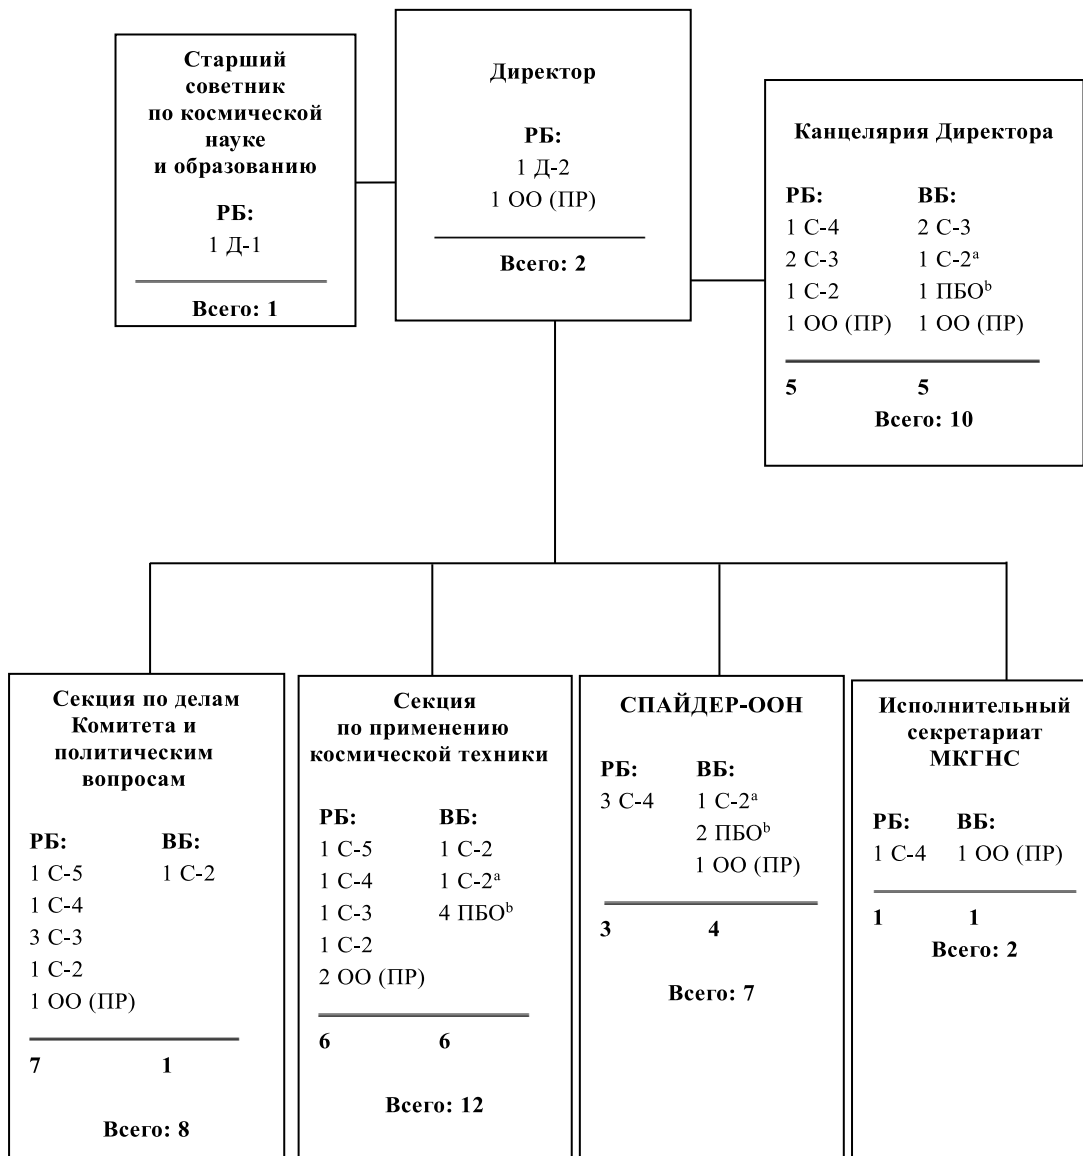 Старший
советник
по космической
науке
и образованию
РБ:
1 Д-1
Всего: 1
Директор
РБ:
1 Д-2
1 ОО (ПР)
Всего: 2
Канцелярия Директора
РБ: ВБ:
1 С-4 2 С-3
2 С-3 1 С-2ᵃ
1 С-2 1 ПБОᵇ
1 ОО (ПР) 1 ОО (ПР)
5 5
Всего: 10
Секция по делам
Комитета и
политическим
вопросам
РБ: ВБ:
1 С-5 1 С-2
1 С-4
3 С-3
1 С-2
1 ОО (ПР)
7 1
Всего: 8
Секция
по применению
космической техники
РБ: ВБ:
1 С-5 1 С-2
1 С-4 1 С-2ᵃ
1 С-3 4 ПБОᵇ
1 С-2
2 ОО (ПР)
6 6
Всего: 12
СПАЙДЕР-ООН
РБ: ВБ:
3 С-4 1 С-2ᵃ
2 ПБОᵇ
1 ОО (ПР)
3 4
Всего: 7
Исполнительный
секретариат
МКГНС
РБ: ВБ:
1 С-4 1 ОО (ПР)
1 1
Всего: 2